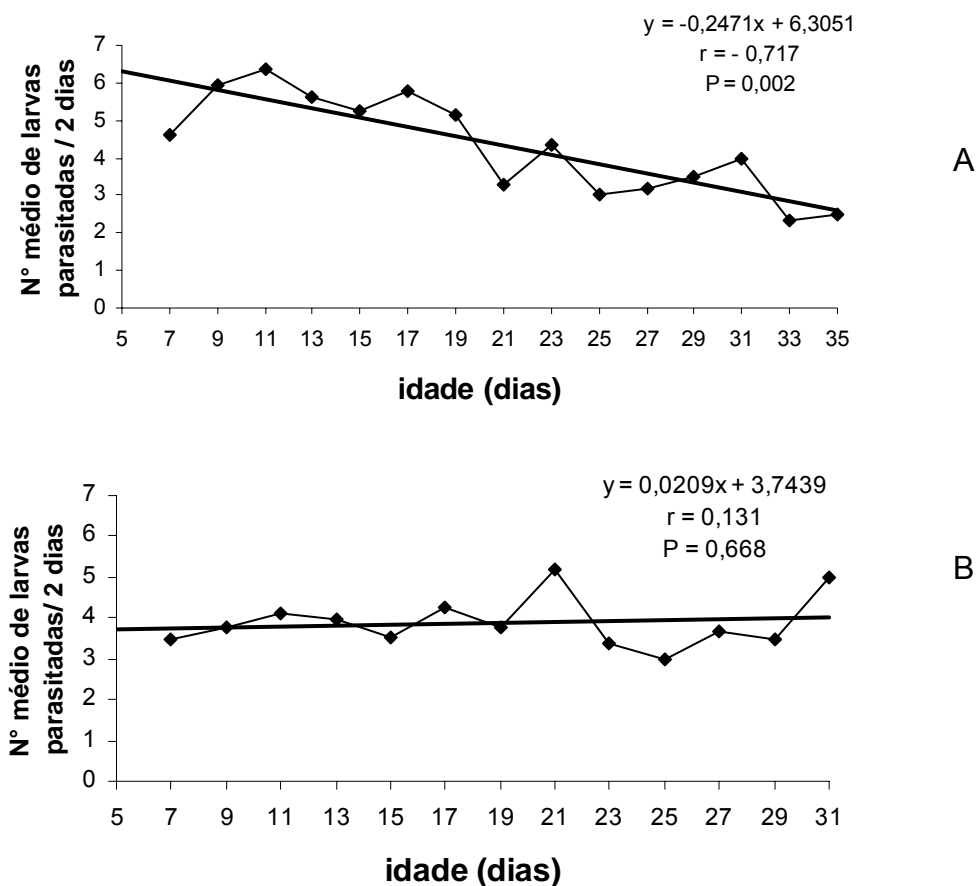 y = -0,2471x + 6,3051
r = - 0,717
P = 0,002
A
N° médio de larvas
parasitadas / 2 dias
7
6
5
4
3
2
1
0
5 7 9 11 13 15 17 19 21 23 25 27 29 31 33 35
idade (dias)
y = 0,0209x + 3,7439
r = 0,131
P = 0,668
B
N° médio de larvas
parasitadas/ 2 dias
7
6
5
4
3
2
1
0
5 7 9 11 13 15 17 19 21 23 25 27 29 31
idade (dias)